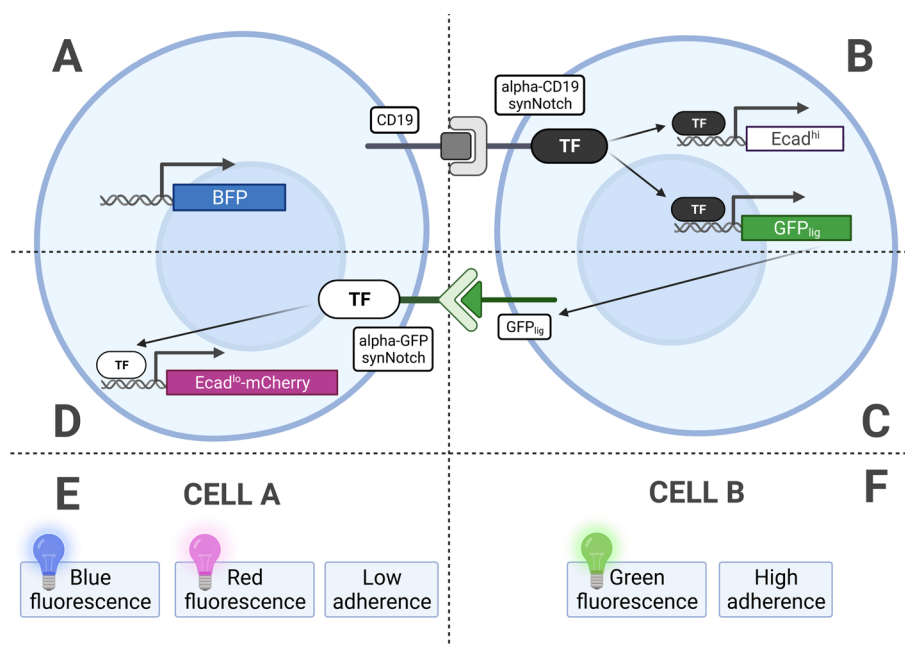 A
B
CD19
alpha-CD19
synNotch
TF
TF
Ecad^hi
BFP
TF
GFP_lig
TF
GFP_lig
alpha-GFP
synNotch
TF
Ecad^lo-mCherry
D
C
E
CELL A
CELL B
F
Blue
fluorescence
Red
fluorescence
Low
adherence
Green
fluorescence
High
adherence